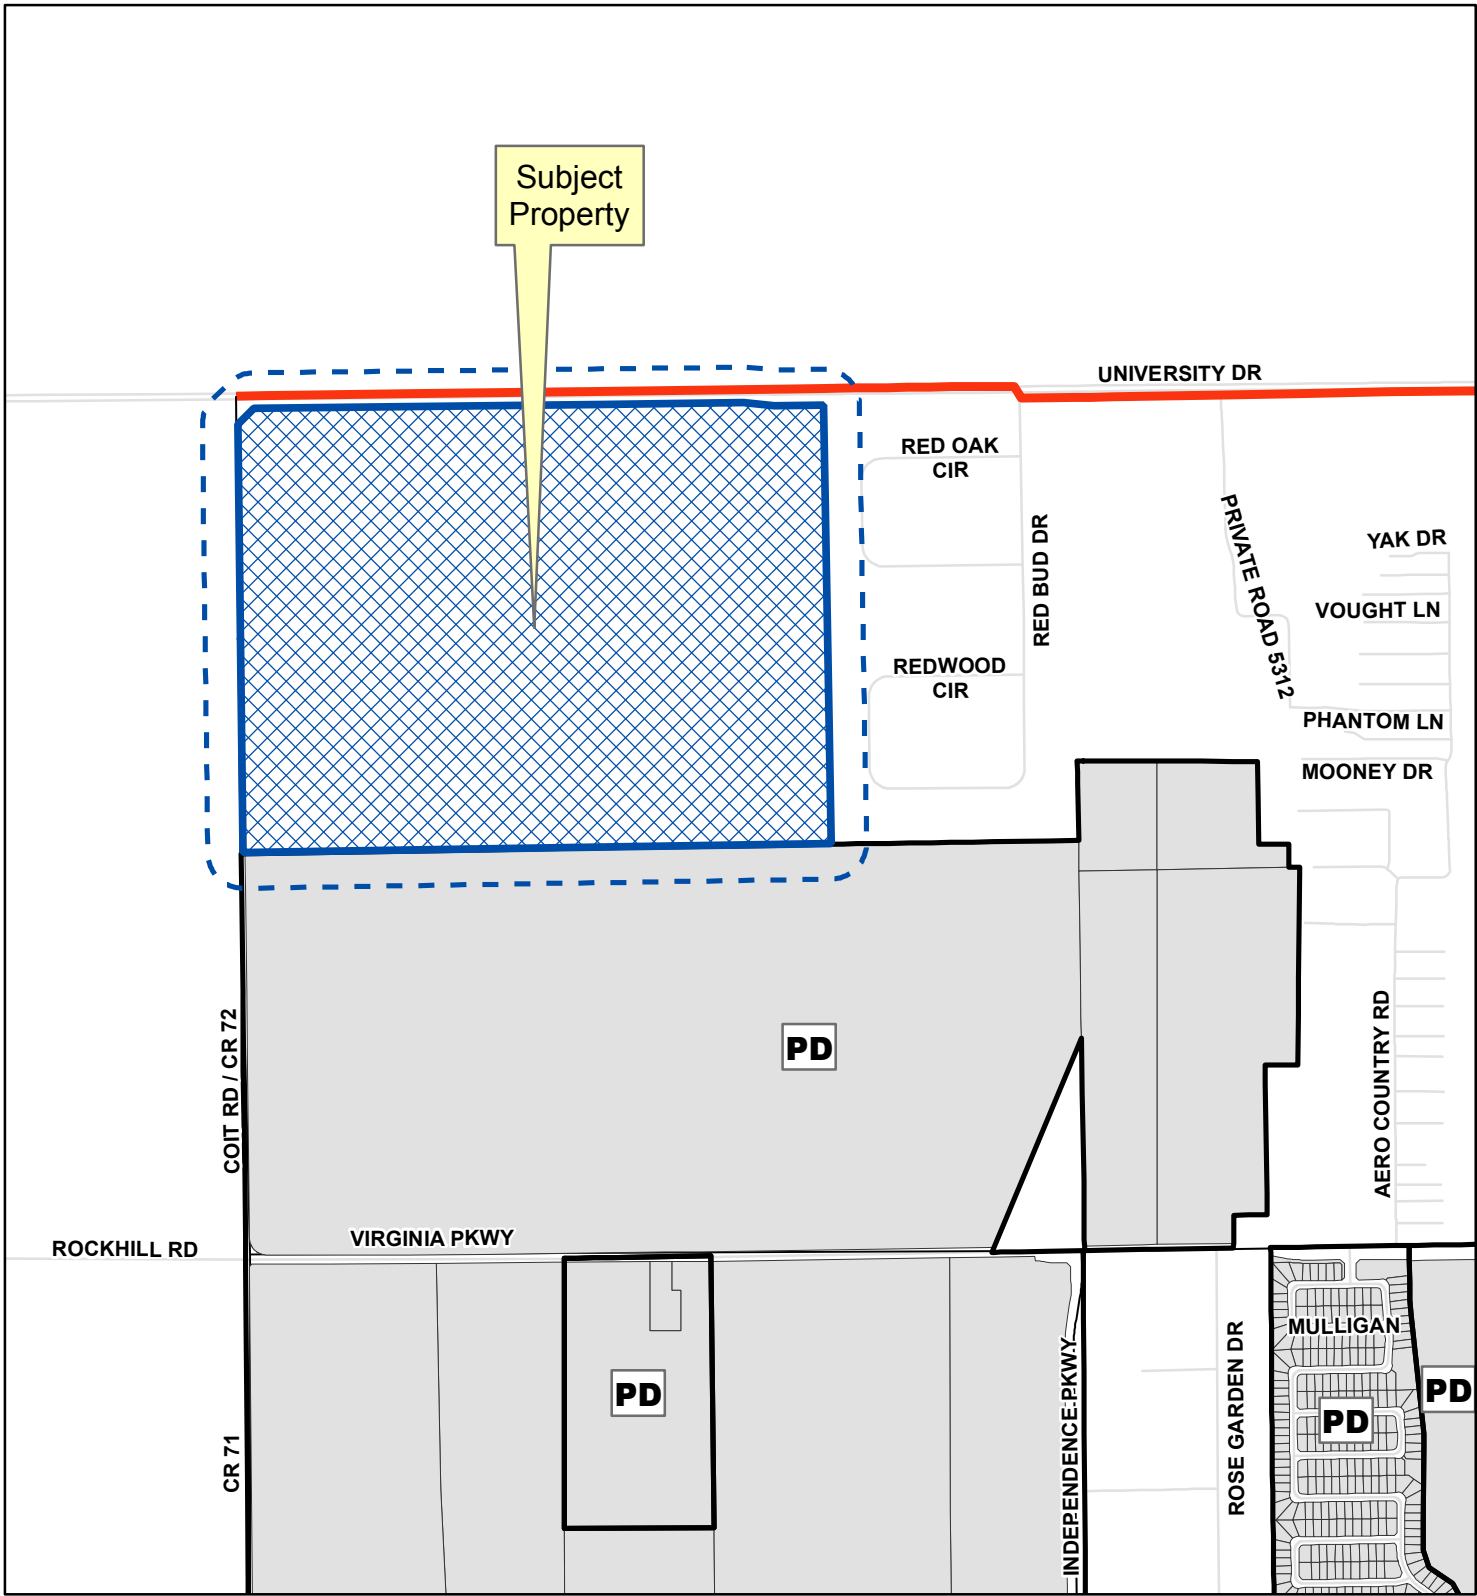 Subject
Property
UNIVERSITY DR
RED OAK
CIR
RED BUD DR
PRIVATE ROAD 5312
YAK DR
VOUGHT LN
REDWOOD
CIR
PHANTOM LN
MOONEY DR
COIT RD / CR 72
PD
AERO COUNTRY RD
ROCKHILL RD
VIRGINIA PKWY
CR 71
PD
INDEPENDENCE PKWY
ROSE GARDEN DR
MULLIGAN
PD
PD